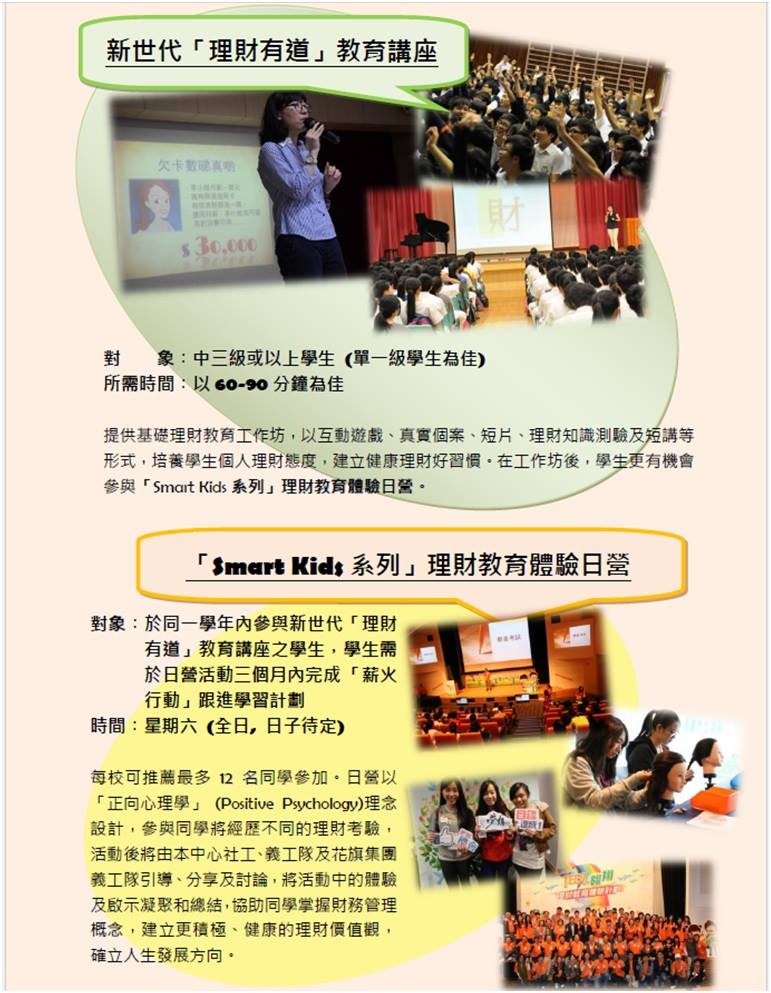 新世代「理財有道」教育講座
欠卡數睇真啲
$ 30,000
財
對　　象：中三級或以上學生 (單一級學生為佳)
所需時間：以 60-90 分鐘為佳
提供基礎理財教育工作坊，以互動遊戲、真實個案、短片、理財知識測驗及短講等
形式，培養學生個人理財態度，建立健康理財好習慣。在工作坊後，學生更有機會
參與「Smart Kids 系列」理財教育體驗日營。
「Smart Kids 系列」理財教育體驗日營
對象：於同一學年內參與新世代「理財
有道」教育講座之學生，學生需
於日營活動三個月內完成「薪火
行動」跟進學習計劃
時間：星期六 (全日, 日子待定)
每校可推薦最多 12 名同學參加。日營以
「正向心理學」 (Positive Psychology)理念
設計，參與同學將經歷不同的理財考驗，
活動後將由本中心社工、義工隊及花旗集團
義工隊引導、分享及討論，將活動中的體驗
及啟示凝聚和總結，協助同學掌握財務管理
概念，建立更積極、健康的理財價值觀，
確立人生發展方向。